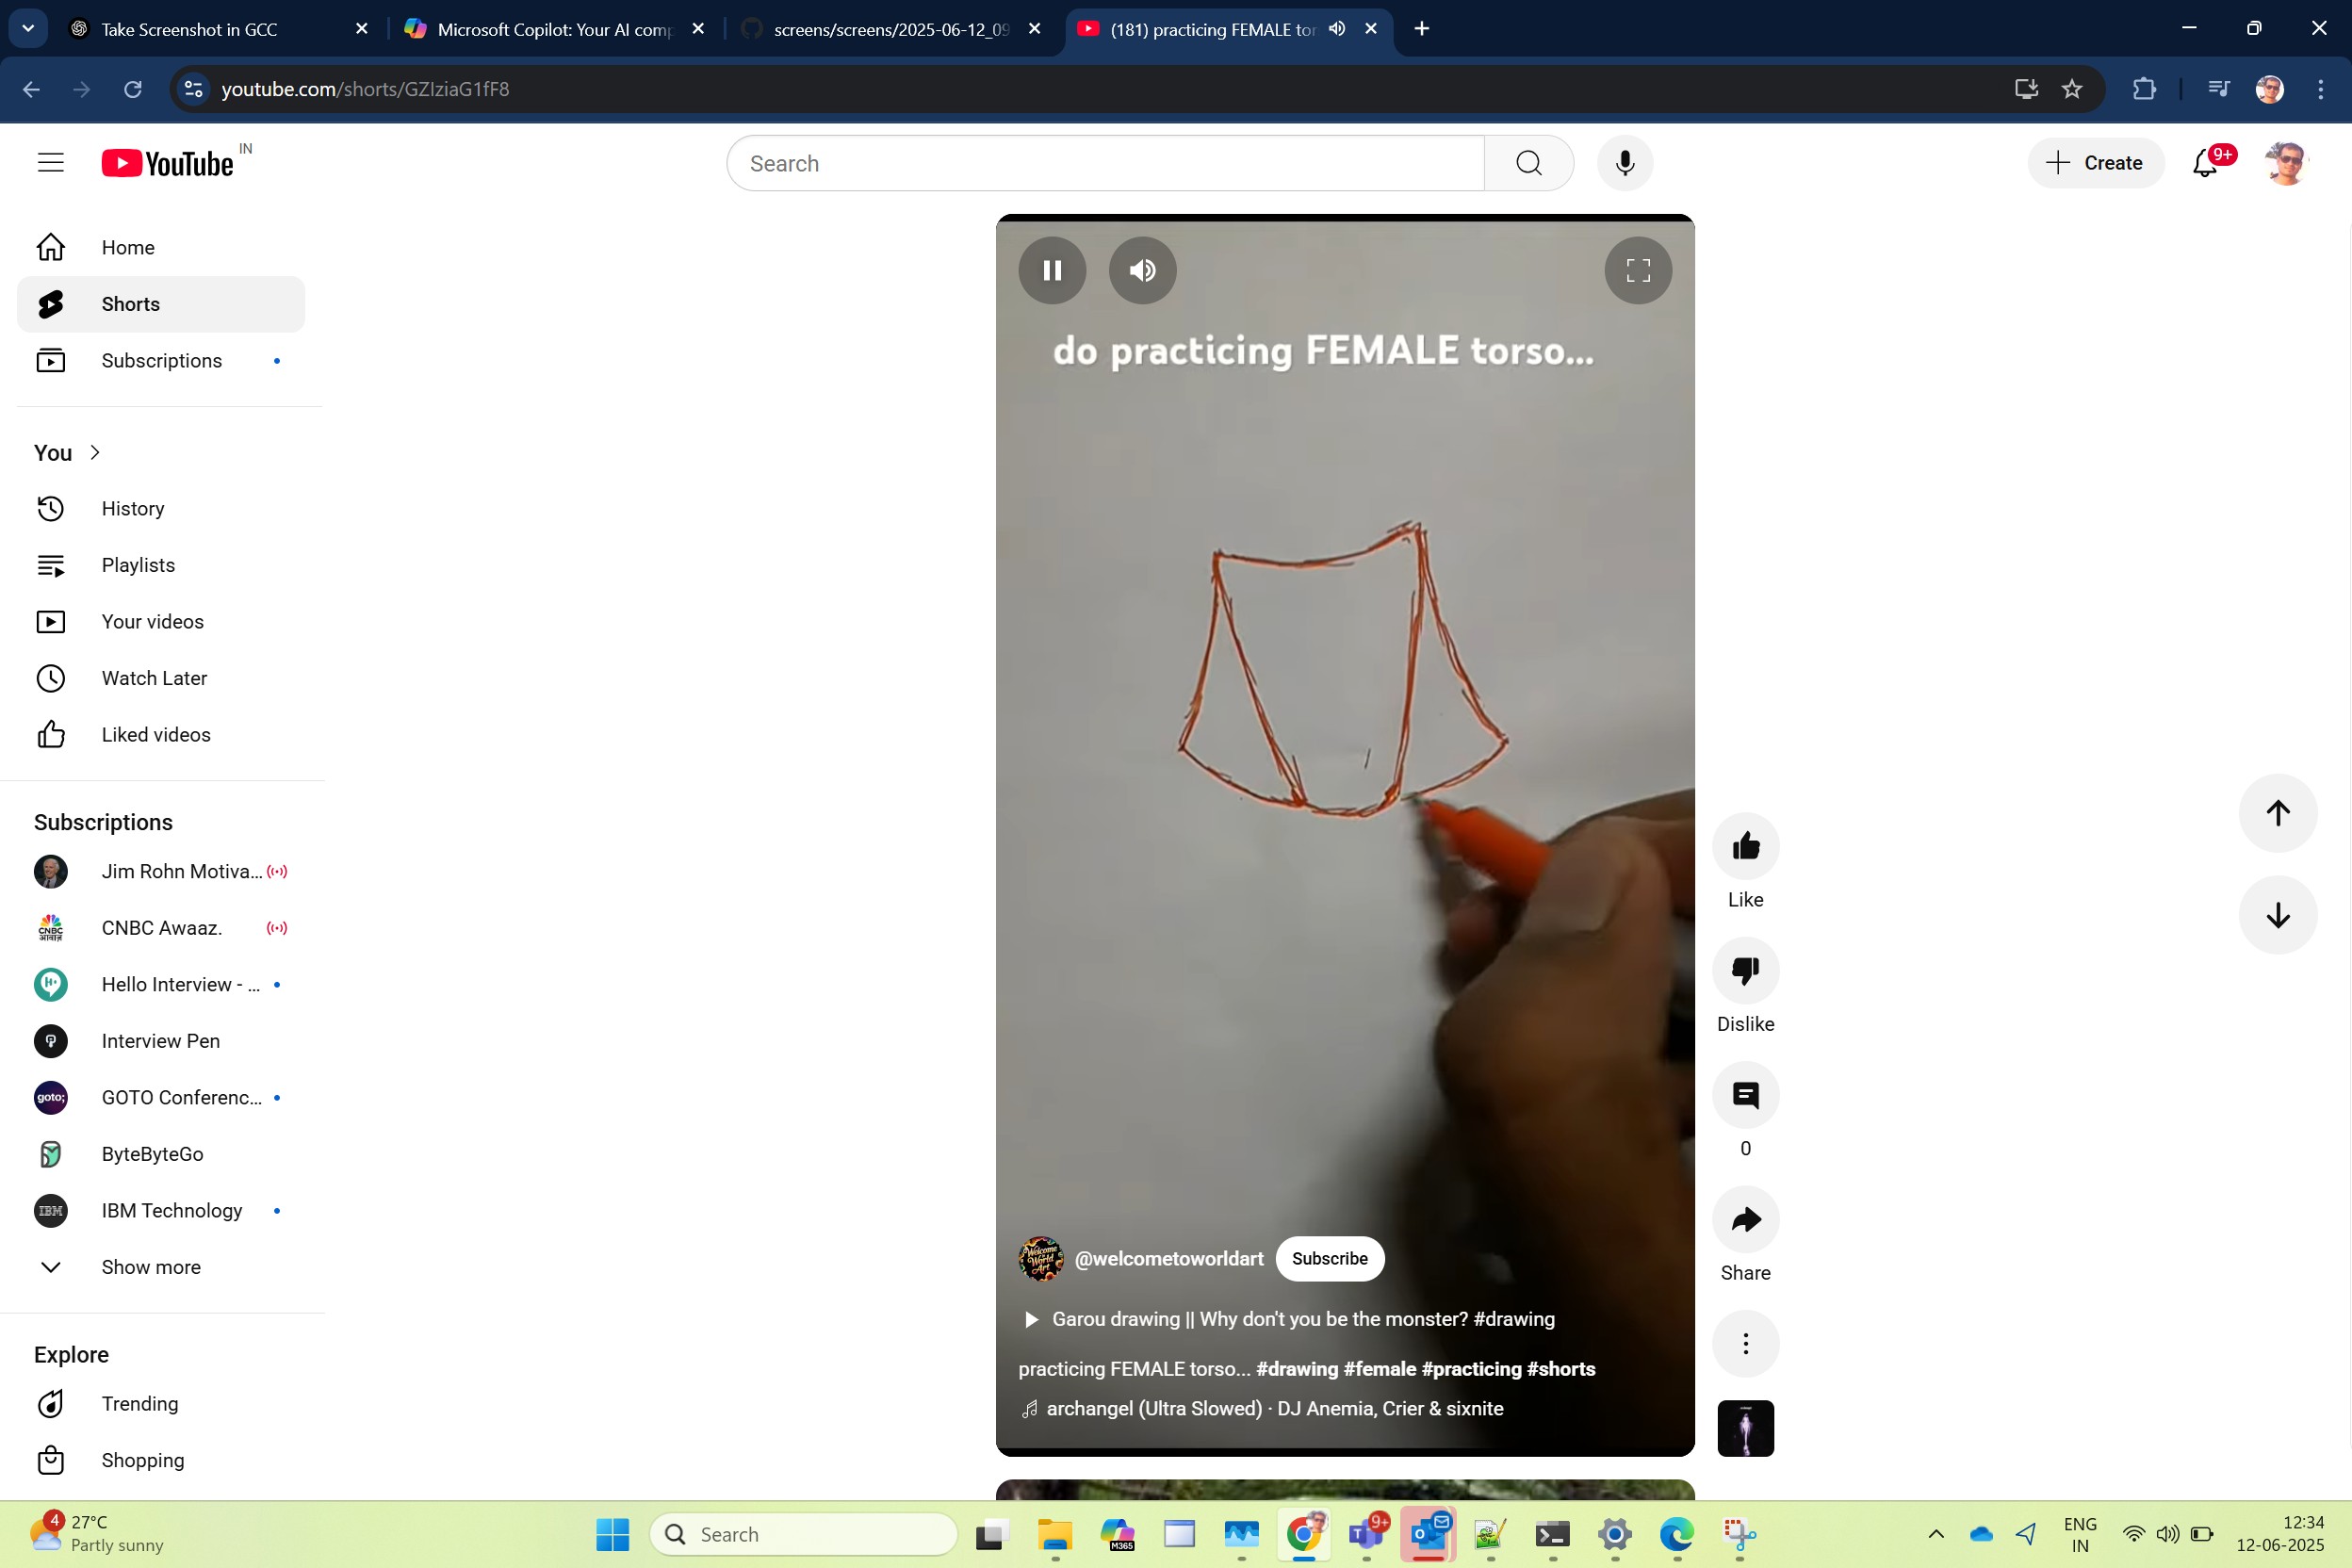 Take Screenshot in GCC
Microsoft Copilot: Your AI comp
screens/screens/2025-06-12_09
(181) practicing FEMALE tor
youtube.com/shorts/GZIziaG1fF8
YouTube IN
Search
Create
9+
Home
Shorts
Subscriptions
You
History
Playlists
Your videos
Watch Later
Liked videos
Subscriptions
Jim Rohn Motiva...
CNBC Awaaz.
Hello Interview - ...
Interview Pen
GOTO Conferenc...
ByteByteGo
IBM Technology
Show more
Explore
Trending
Shopping
do practicing FEMALE torso...
@welcometoworldart
Subscribe
Garou drawing || Why don't you be the monster? #drawing
practicing FEMALE torso... #drawing #female #practicing #shorts
archangel (Ultra Slowed) · DJ Anemia, Crier & sixnite
Like
Dislike
0
Share
4
27°C
Partly sunny
Search
M365
9+
ENG
IN
12:34
12-06-2025